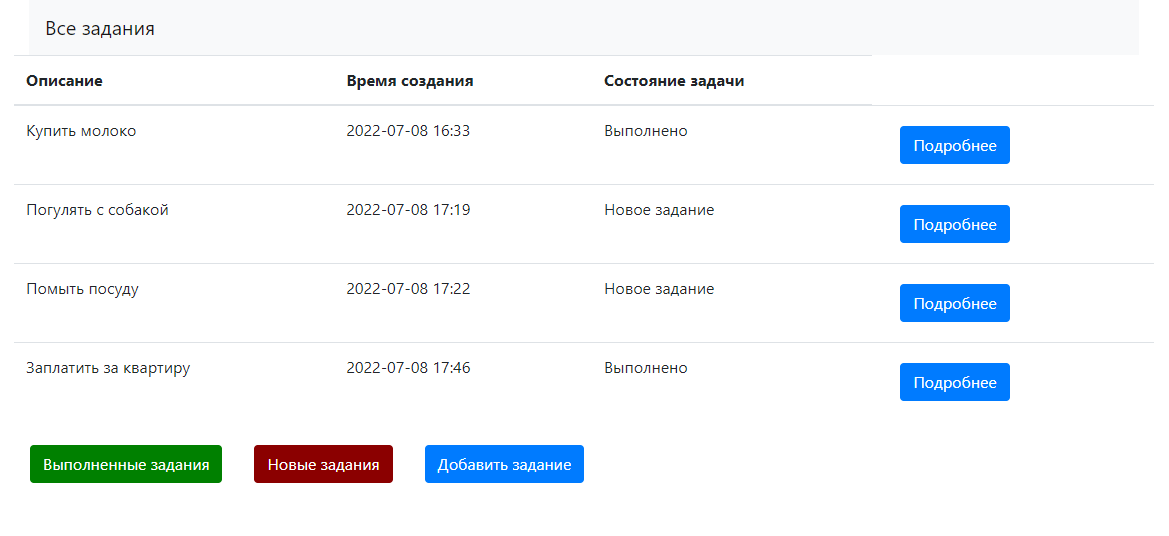 Все задания
Описание Время создания Состояние задачи
Купить молоко 2022-07-08 16:33 Выполнено Подробнее
Погулять с собакой 2022-07-08 17:19 Новое задание Подробнее
Помыть посуду 2022-07-08 17:22 Новое задание Подробнее
Заплатить за квартиру 2022-07-08 17:46 Выполнено Подробнее
Выполненные задания Новые задания Добавить задание